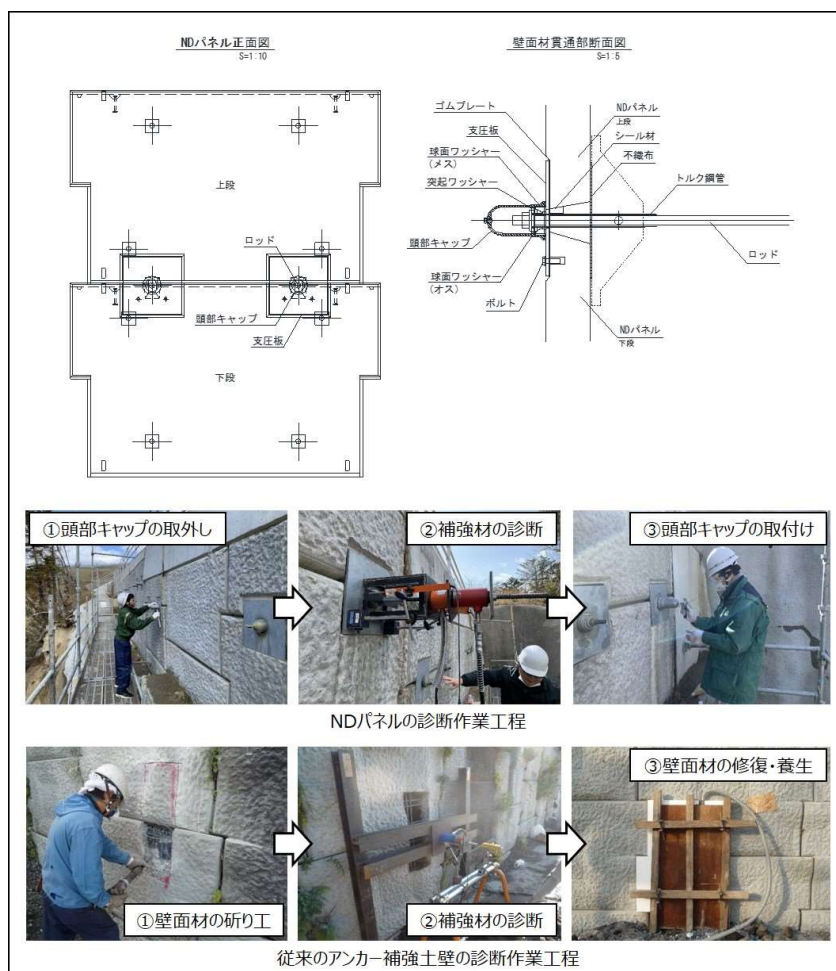 NDパネル正面図
S=1:10
上段
ロッド
頭部キャップ
支圧板
下段
壁面材貫通部断面図
S=1:5
ゴムプレート
支圧板
球面ワッシャー
(メス)
突起ワッシャー
頭部キャップ
球面ワッシャー
(オス)
ボルト
NDパネル
上段
シール材
不織布
トルク鋼管
ロッド
NDパネル
下段
①頭部キャップの取外し
②補強材の診断
③頭部キャップの取付け
NDパネルの診断作業工程
①壁面材の斫り工
②補強材の診断
③壁面材の修復・養生
従来のアンカー補強土壁の診断作業工程